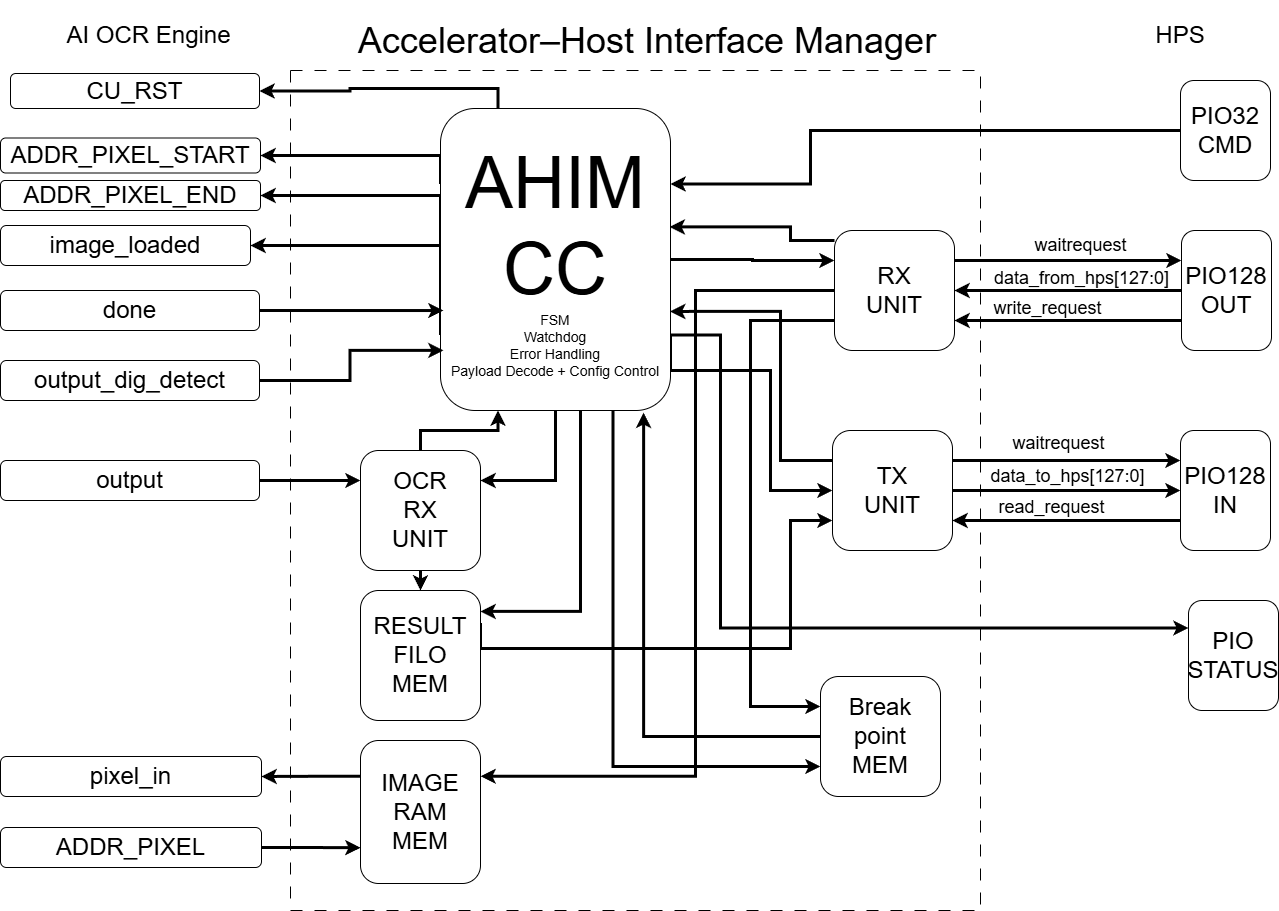 AI OCR Engine
Accelerator–Host Interface Manager
HPS
CU_RST
ADDR_PIXEL_START
ADDR_PIXEL_END
image_loaded
done
output_dig_detect
output
pixel_in
ADDR_PIXEL
AHIM
CC
FSM
Watchdog
Error Handling
Payload Decode + Config Control
OCR
RX
UNIT
RESULT
FILO
MEM
IMAGE
RAM
MEM
RX
UNIT
TX
UNIT
Break
point
MEM
waitrequest
data_from_hps[127:0]
write_request
waitrequest
data_to_hps[127:0]
read_request
PIO32
CMD
PIO128
OUT
PIO128
IN
PIO
STATUS